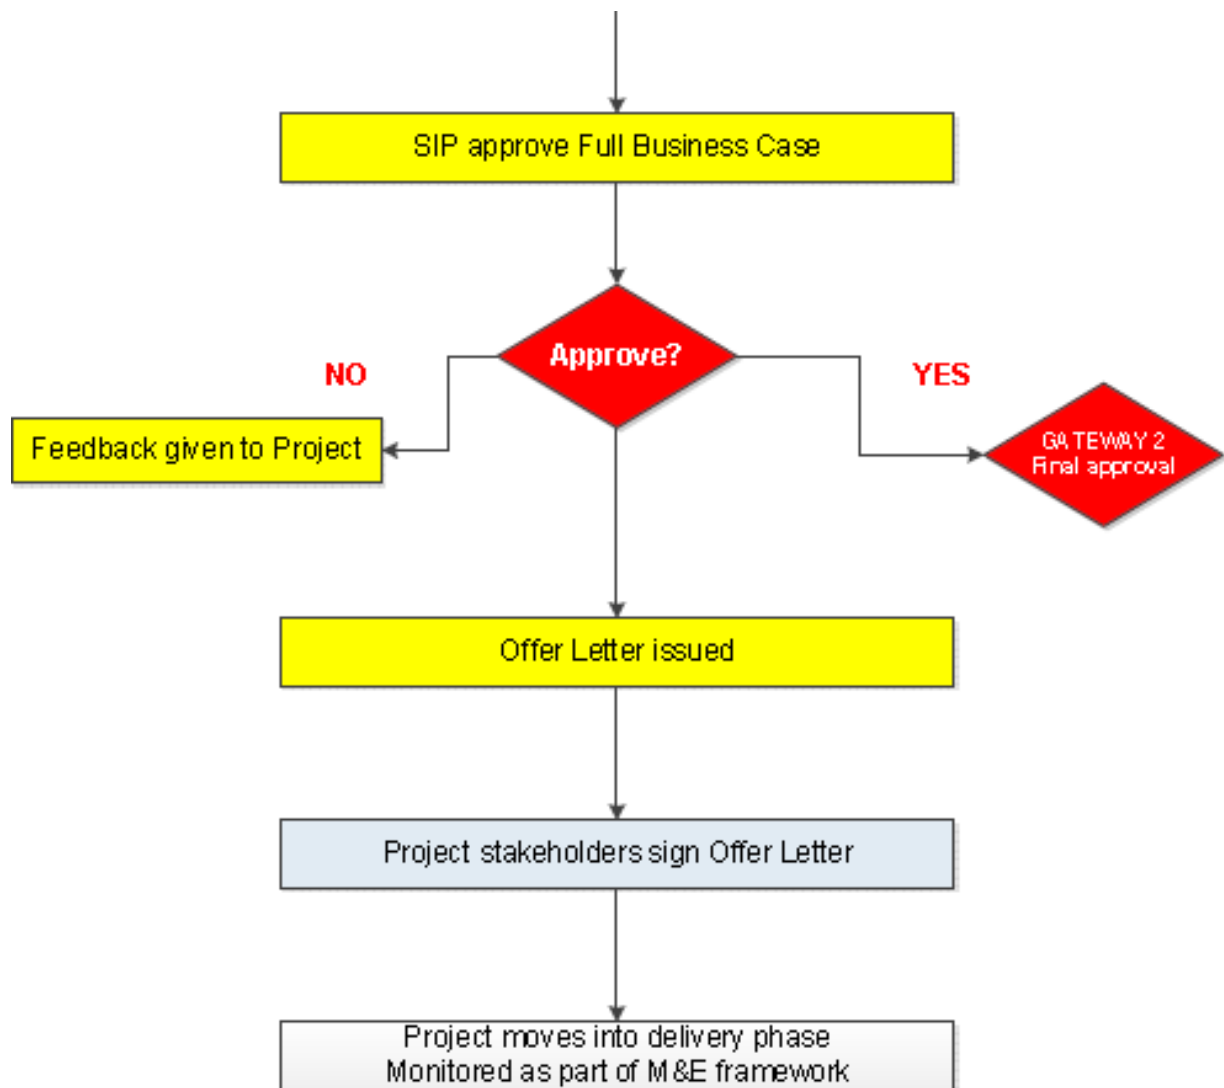 SIP approve Full Business Case
Approve?
NO
YES
Feedback given to Project
GATEWAY 2
Final approval
Offer Letter issued
Project stakeholders sign Offer Letter
Project moves into delivery phase
Monitored as part of M&E framework